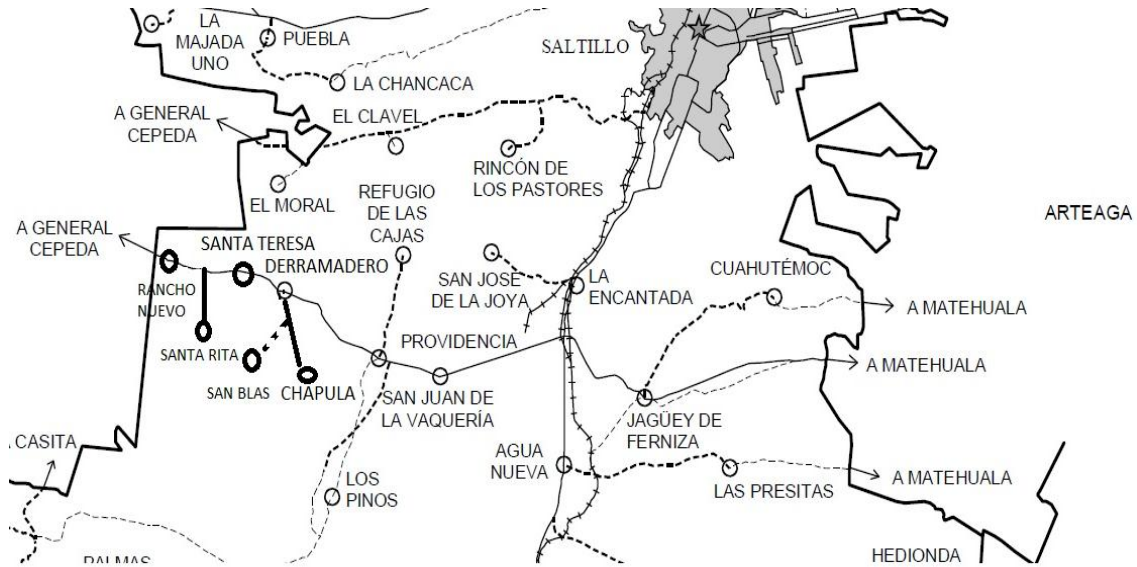 LA
MAJADA
UNO
PUEBLA
SALTILLO
LA CHANCACA
A GENERAL
CEPEDA
EL CLAVEL
RINCÓN DE
LOS PASTORES
EL MORAL
REFUGIO
DE LAS
CAJAS
ARTEAGA
A GENERAL
CEPEDA
SANTA TERESA
DERRAMADERO
SAN JOSE
DE LA JOYA
LA
ENCANTADA
CUAHUTÉMOC
RANCHO
NUEVO
A MATEHUALA
SANTA RITA
PROVIDENCIA
SAN BLAS
CHAPULA
SAN JUAN DE
LA VAQUERÍA
A MATEHUALA
JAGÜEY DE
FERNIZA
A CASITA
AGUA
NUEVA
LOS
PINOS
LAS PRESITAS
A MATEHUALA
PALMAS
HEDIONDA